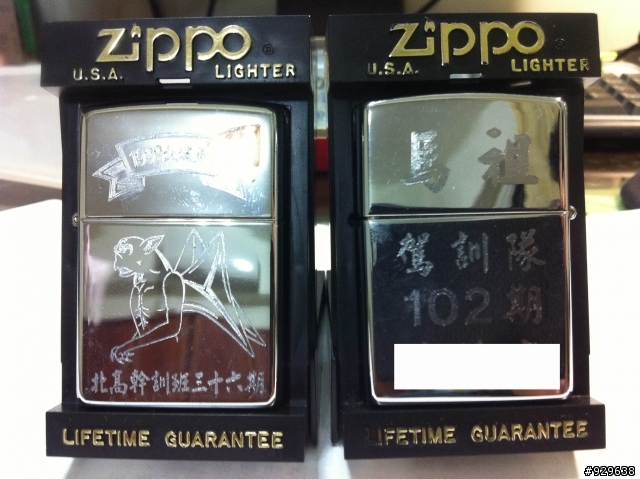 Zippo®
U.S.A. LIGHTER
北高幹訓班三十六期
LIFETIME GUARANTEE
Zippo®
U.S.A. LIGHTER
馬祖
駕訓隊
102期
LIFETIME GUARANTEE
#929638